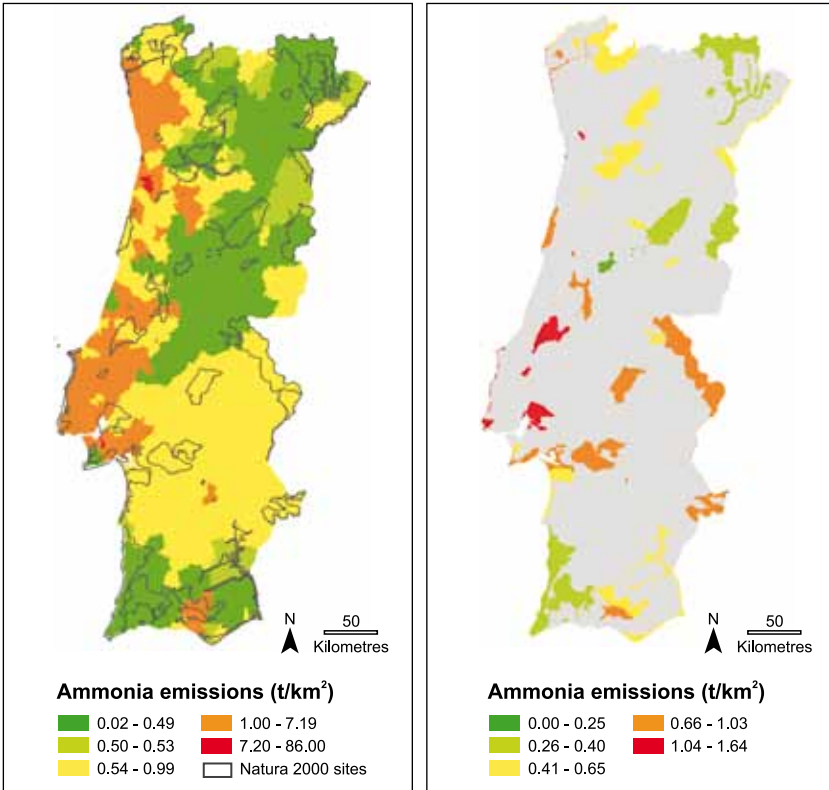 N
50
Kilometres
Ammonia emissions (t/km²)
0.02 - 0.49
0.50 - 0.53
0.54 - 0.99
1.00 - 7.19
7.20 - 86.00
Natura 2000 sites
N
50
Kilometres
Ammonia emissions (t/km²)
0.00 - 0.25
0.26 - 0.40
0.41 - 0.65
0.66 - 1.03
1.04 - 1.64